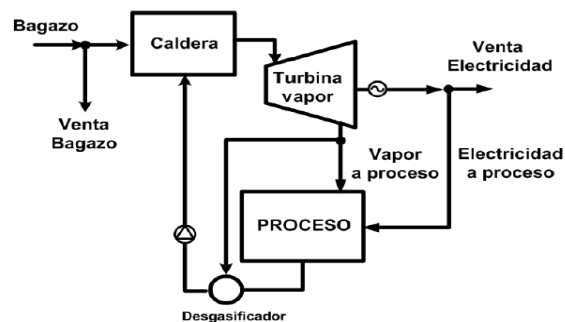 Bagazo
Caldera
Venta
Electricidad
Turbina
vapor
Venta
Bagazo
Vapor
a proceso
Electricidad
a proceso
PROCESO
Desgasificador